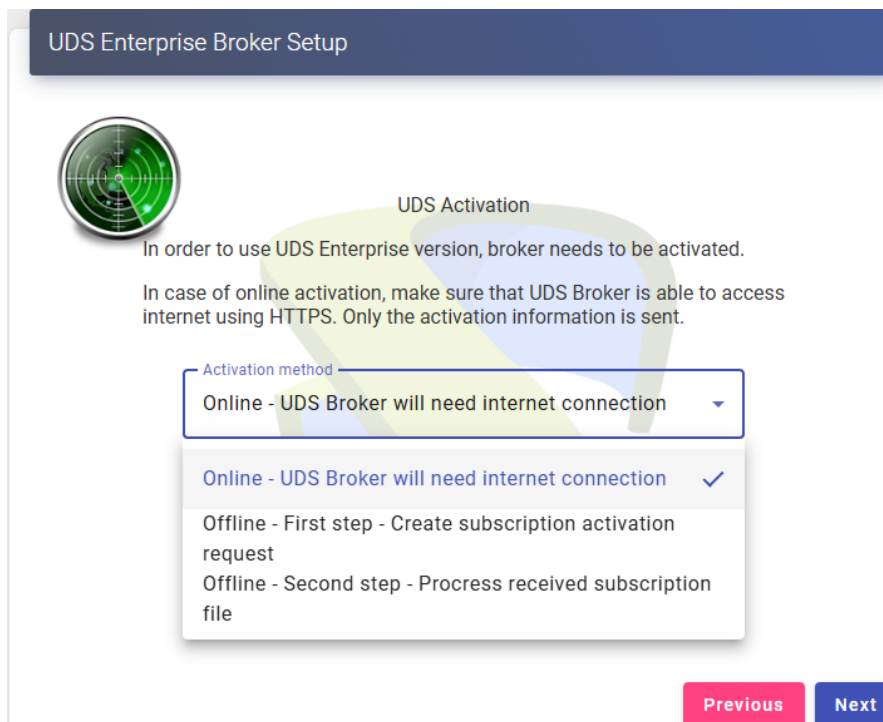 UDS Enterprise Broker Setup
UDS Activation
In order to use UDS Enterprise version, broker needs to be activated.
In case of online activation, make sure that UDS Broker is able to access
internet using HTTPS. Only the activation information is sent.
Activation method
Online - UDS Broker will need internet connection
Online - UDS Broker will need internet connection
Offline - First step - Create subscription activation
request
Offline - Second step - Procress received subscription
file
Previous
Next